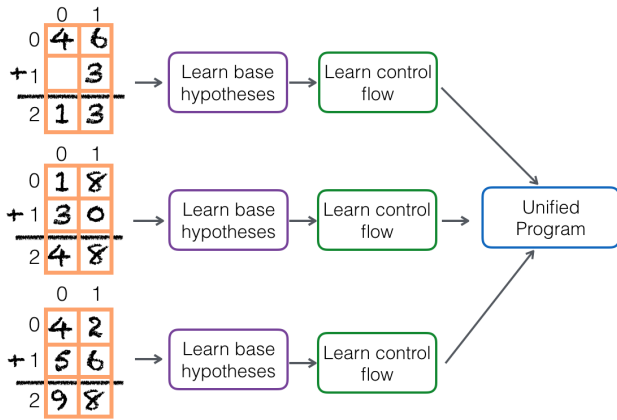 0 1
0 4 6
+ 1 3
2 1 3
Learn base
hypotheses
Learn control
flow
0 1
0 1 8
+ 1 3 0
2 4 8
Learn base
hypotheses
Learn control
flow
Unified
Program
0 1
0 4 2
+ 1 5 6
2 9 8
Learn base
hypotheses
Learn control
flow